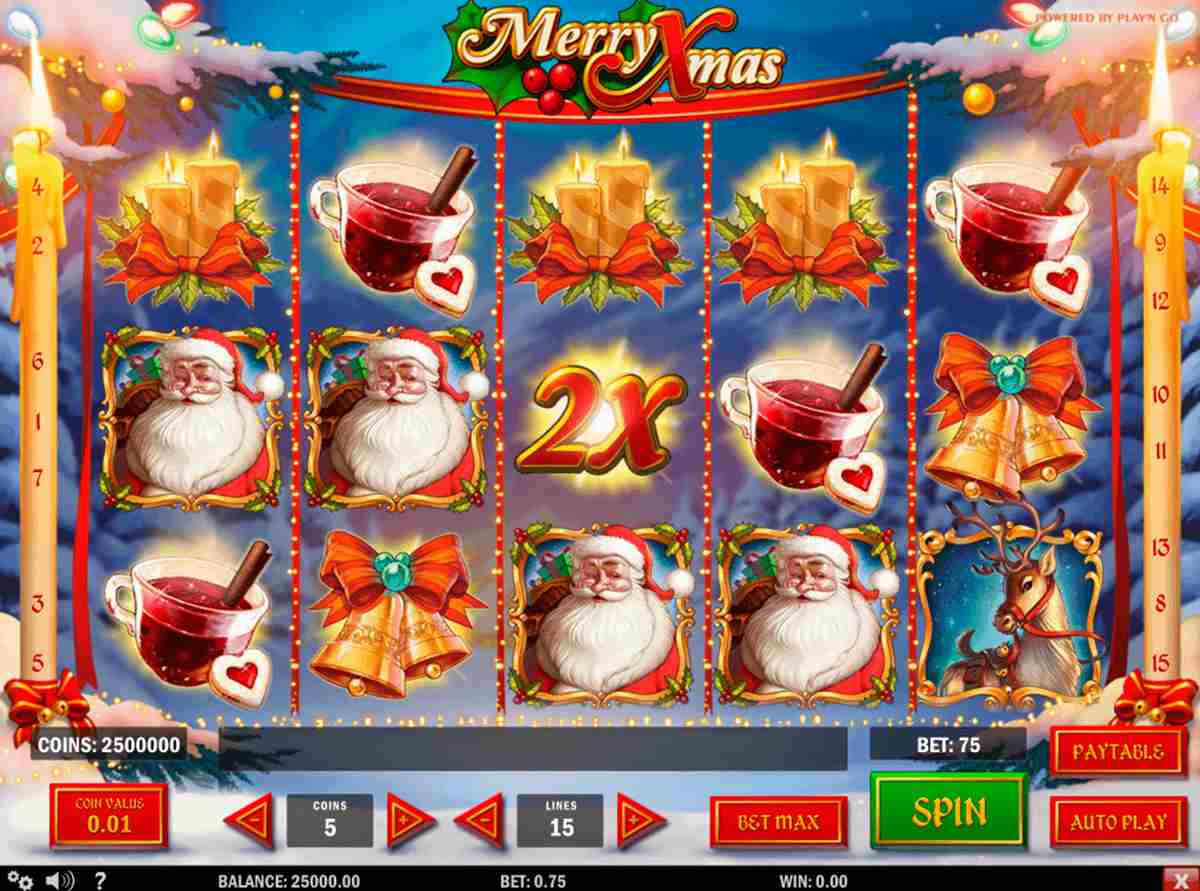 Merry Xmas
POWERED BY PLAY'N GO
4
2
6
1
7
3
5
14
9
12
10
11
13
8
15
2X
COINS: 2500000
BET: 75
PAYTABLE
COIN VALUE
0.01
-
COINS
5
+
-
LINES
15
+
BET MAX
SPIN
AUTO PLAY
?
BALANCE: 25000.00
BET: 0.75
WIN: 0.00
X